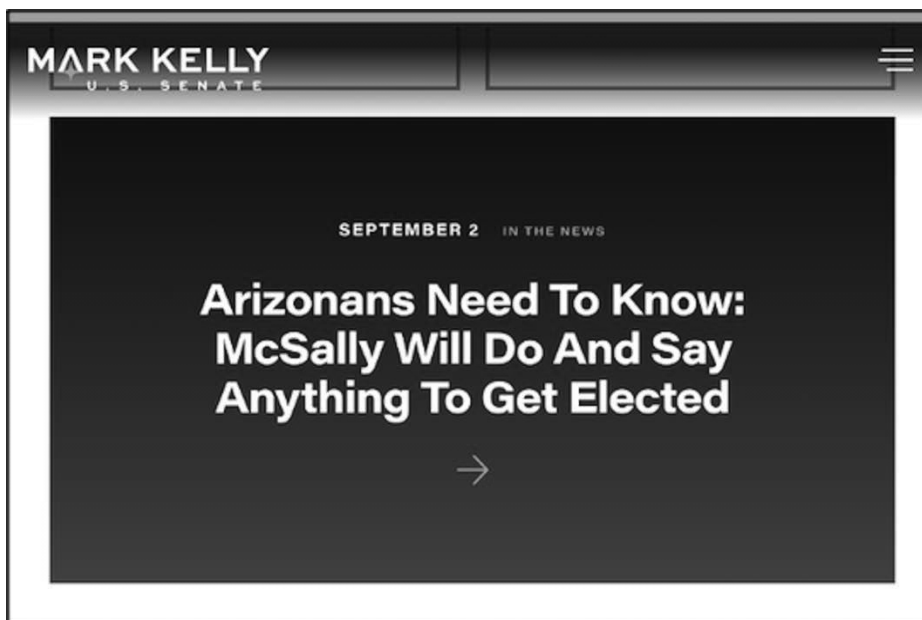 MARK KELLY
U.S. SENATE
SEPTEMBER 2 IN THE NEWS
Arizonans Need To Know:
McSally Will Do And Say
Anything To Get Elected